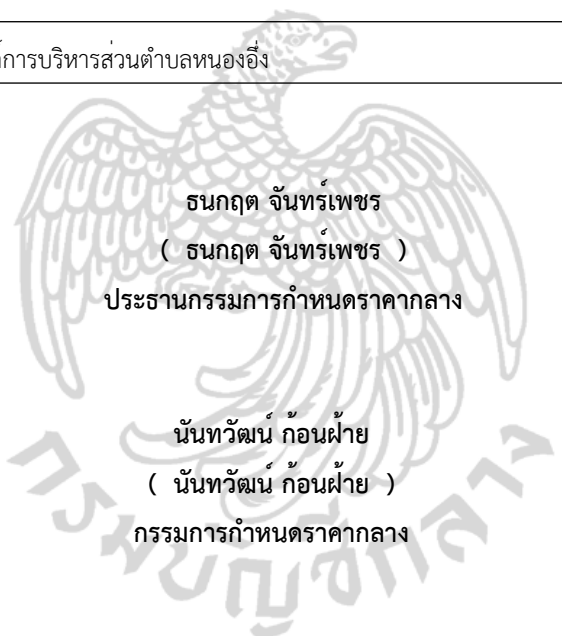 การบริหารส่วนตำบลหนองอึ่ง
ธนกฤต จันทร์เพชร
( ธนกฤต จันทร์เพชร )
ประธานกรรมการกำหนดราคากลาง
นันทวัฒน์ ก้อนฝ้าย
( นันทวัฒน์ ก้อนฝ้าย )
กรรมการกำหนดราคากลาง
กรมบัญชีกลาง